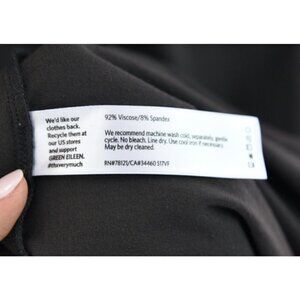 We'd like our
clothes back.
Recycle them at
our US stores
and support
GREEN EILEEN.
#thxverymuch
92% Viscose/8% Spandex
We recommend machine wash cold, separately, gentle
cycle. No bleach. Line dry. Use cool iron if necessary.
May be dry cleaned.
RN#78121/CA#34460 S17VF